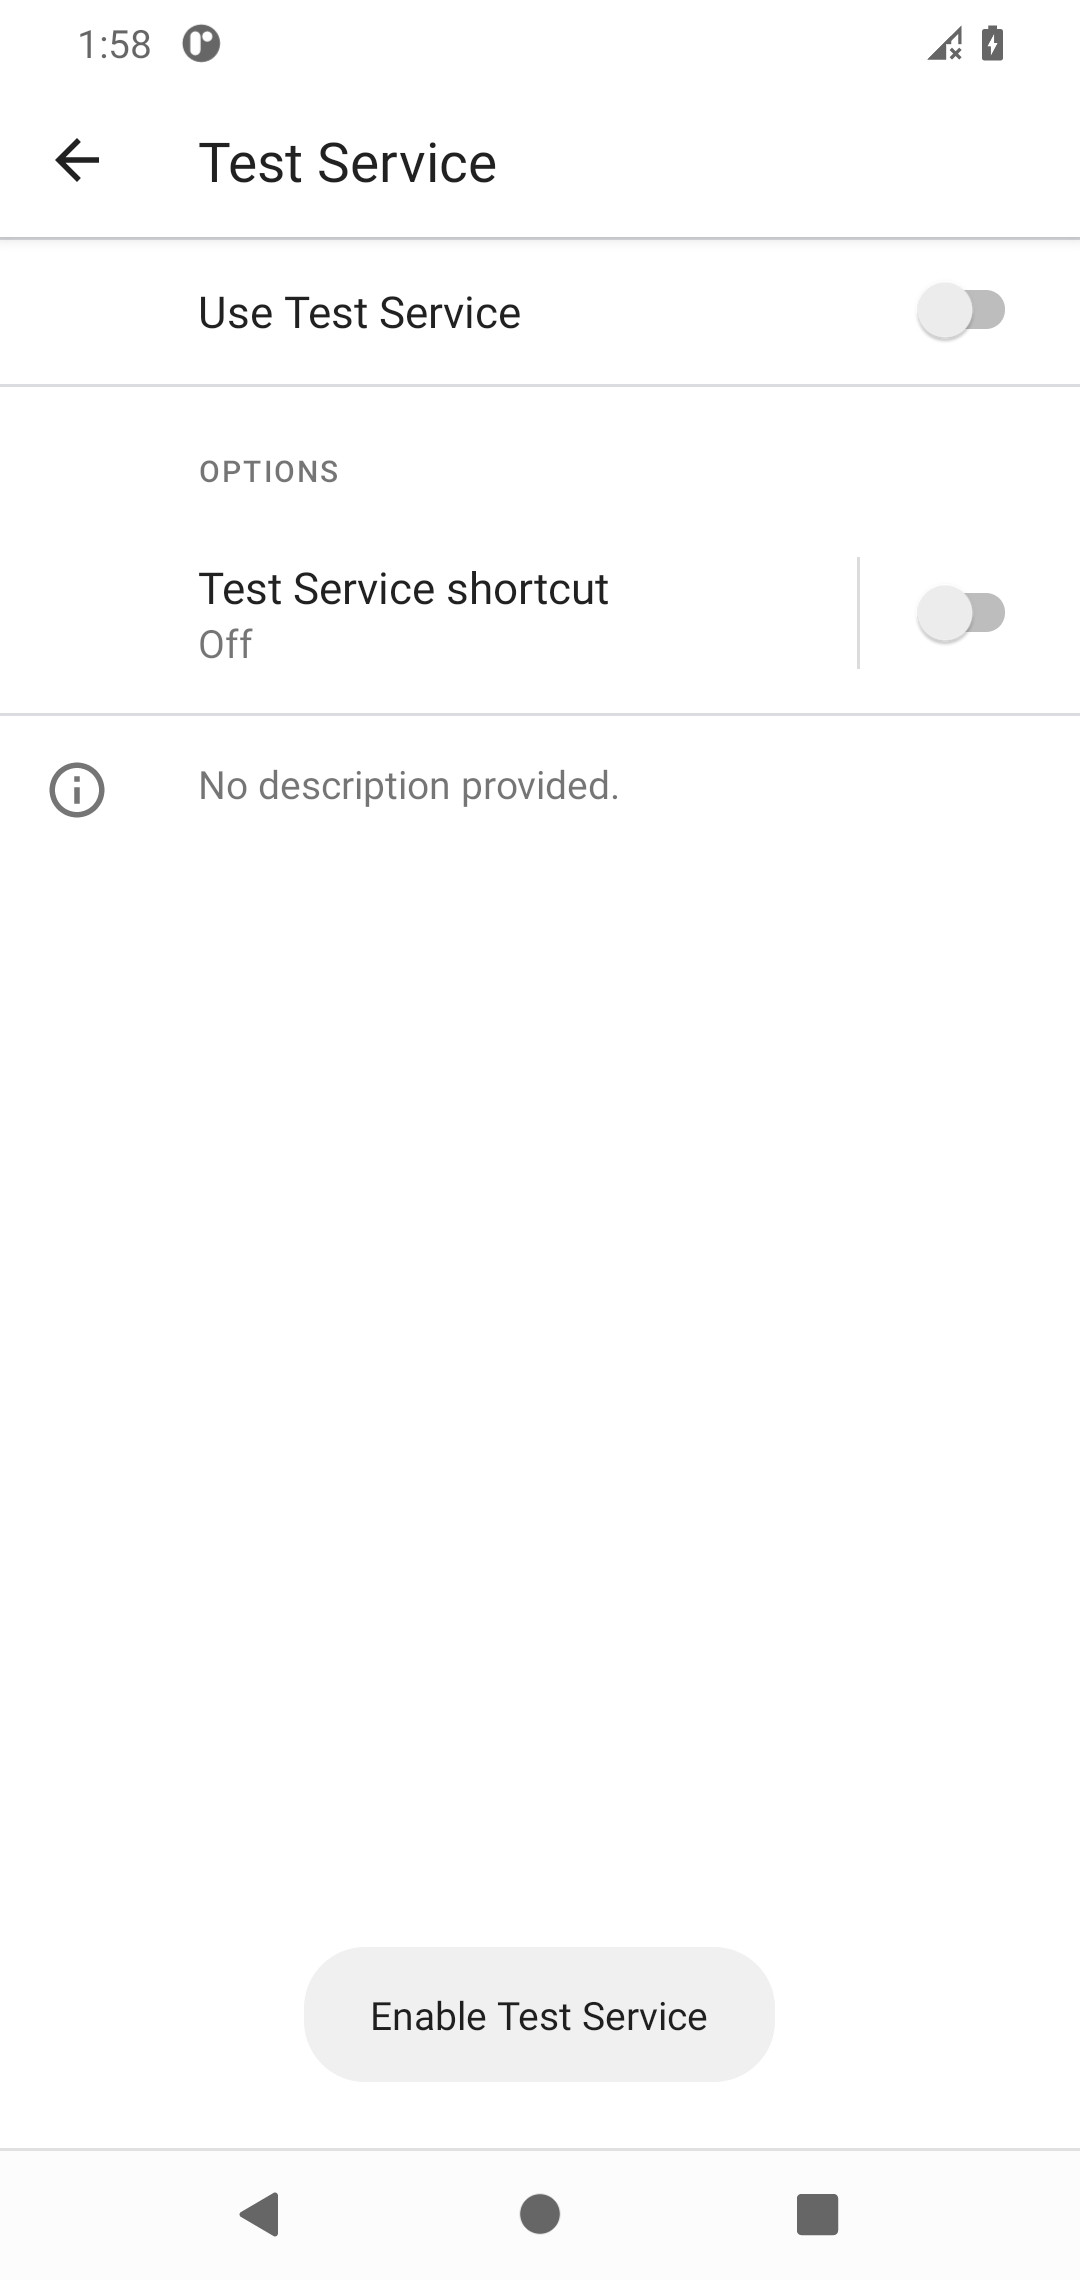 1:58
Test Service
Use Test Service
OPTIONS
Test Service shortcut
Off
No description provided.
Enable Test Service